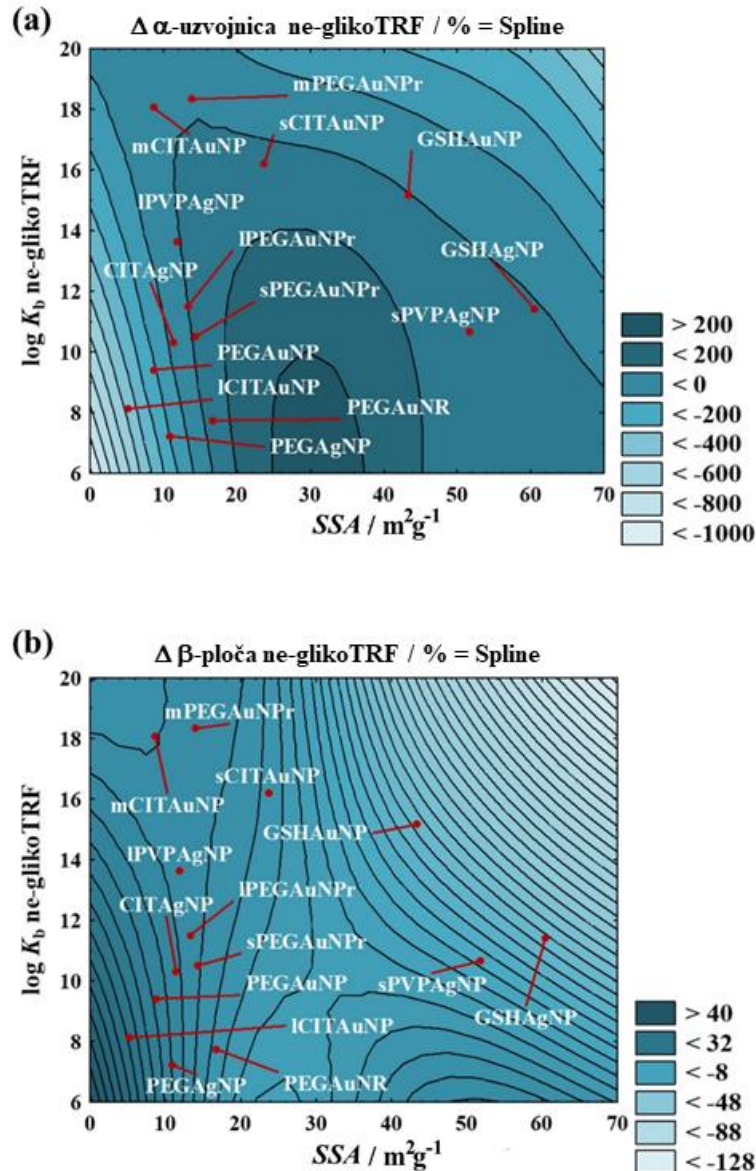 (a)
Δ α-uzvojnica ne-glikoTRF / % = Spline
log K_b ne-glikoTRF
20
18
16
14
12
10
8
6
mPEGAuNPr
sCITAuNP
mCITAuNP
GSHAuNP
lPVPAgNP
lPEGAuNPr
GSHAgNP
CITAgNP
sPEGAuNPr
sPVPAgNP
PEGAuNP
lCITAuNP
PEGAuNR
PEGAgNP
0 10 20 30 40 50 60 70
SSA / m²g⁻¹
> 200
< 200
< 0
< -200
< -400
< -600
< -800
< -1000
(b)
Δ β-ploča ne-glikoTRF / % = Spline
log K_b ne-glikoTRF
20
18
16
14
12
10
8
6
mPEGAuNPr
sCITAuNP
mCITAuNP
GSHAuNP
lPVPAgNP
CITAgNP
lPEGAuNPr
sPEGAuNPr
PEGAuNP
sPVPAgNP
GSHAgNP
lCITAuNP
PEGAgNP
PEGAuNR
0 10 20 30 40 50 60 70
SSA / m²g⁻¹
> 40
< 32
< -8
< -48
< -88
< -128